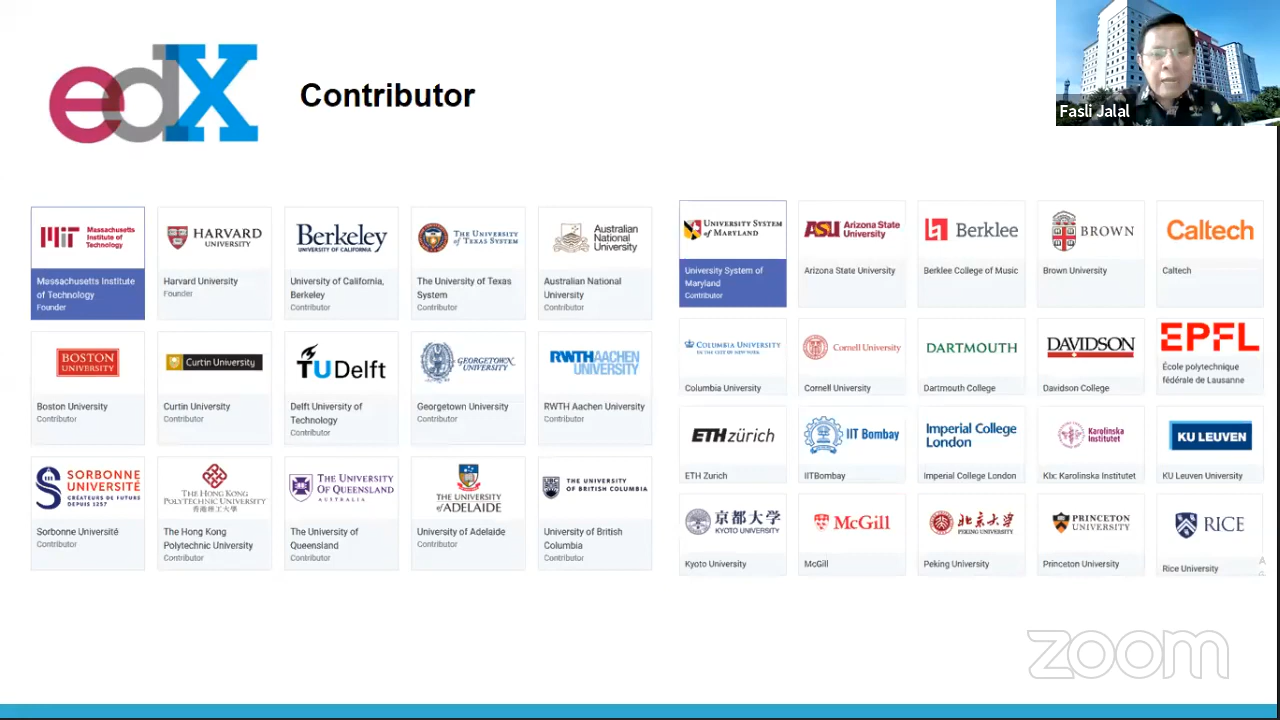 edX
Contributor
Fasli Jalal
MIT Massachusetts Institute of Technology
Massachusetts Institute
of Technology
Founder
HARVARD
UNIVERSITY
Harvard University
Founder
Berkeley
UNIVERSITY OF CALIFORNIA
University of California,
Berkeley
Contributor
THE UNIVERSITY
OF TEXAS SYSTEM
The University of Texas
System
Contributor
Australian
National
University
Australian National
University
Contributor
BOSTON
UNIVERSITY
Boston University
Contributor
Curtin University
Curtin University
Contributor
TU Delft
Delft University of
Technology
Contributor
GEORGETOWN
UNIVERSITY
Georgetown University
Contributor
RWTH AACHEN
UNIVERSITY
RWTH Aachen University
Contributor
SORBONNE
UNIVERSITÉ
CRÉATEURS DE FUTURS
DEPUIS 1257
Sorbonne Université
Contributor
THE HONG KONG
POLYTECHNIC UNIVERSITY
香港理工大學
The Hong Kong
Polytechnic University
Contributor
THE UNIVERSITY
OF QUEENSLAND
AUSTRALIA
The University of
Queensland
Contributor
THE UNIVERSITY
of ADELAIDE
University of Adelaide
Contributor
UBC
THE UNIVERSITY
OF BRITISH COLUMBIA
University of British
Columbia
Contributor
UNIVERSITY SYSTEM
of MARYLAND
University System of
Maryland
Contributor
ASU Arizona State
University
Arizona State University
Berklee
Berklee College of Music
BROWN
Brown University
Caltech
Caltech
COLUMBIA UNIVERSITY
IN THE CITY OF NEW YORK
Columbia University
Cornell University
Cornell University
DARTMOUTH
Dartmouth College
DAVIDSON
Davidson College
EPFL
École polytechnique
fédérale de Lausanne
ETH zürich
ETH Zurich
IIT Bombay
IITBombay
Imperial College
London
Imperial College London
Karolinska
Institutet
KIx: Karolinska Institutet
KU LEUVEN
KU Leuven University
京都大学
KYOTO UNIVERSITY
Kyoto University
McGill
McGill
北京大学
PEKING UNIVERSITY
Peking University
PRINCETON
UNIVERSITY
Princeton University
RICE
Rice University
zoom